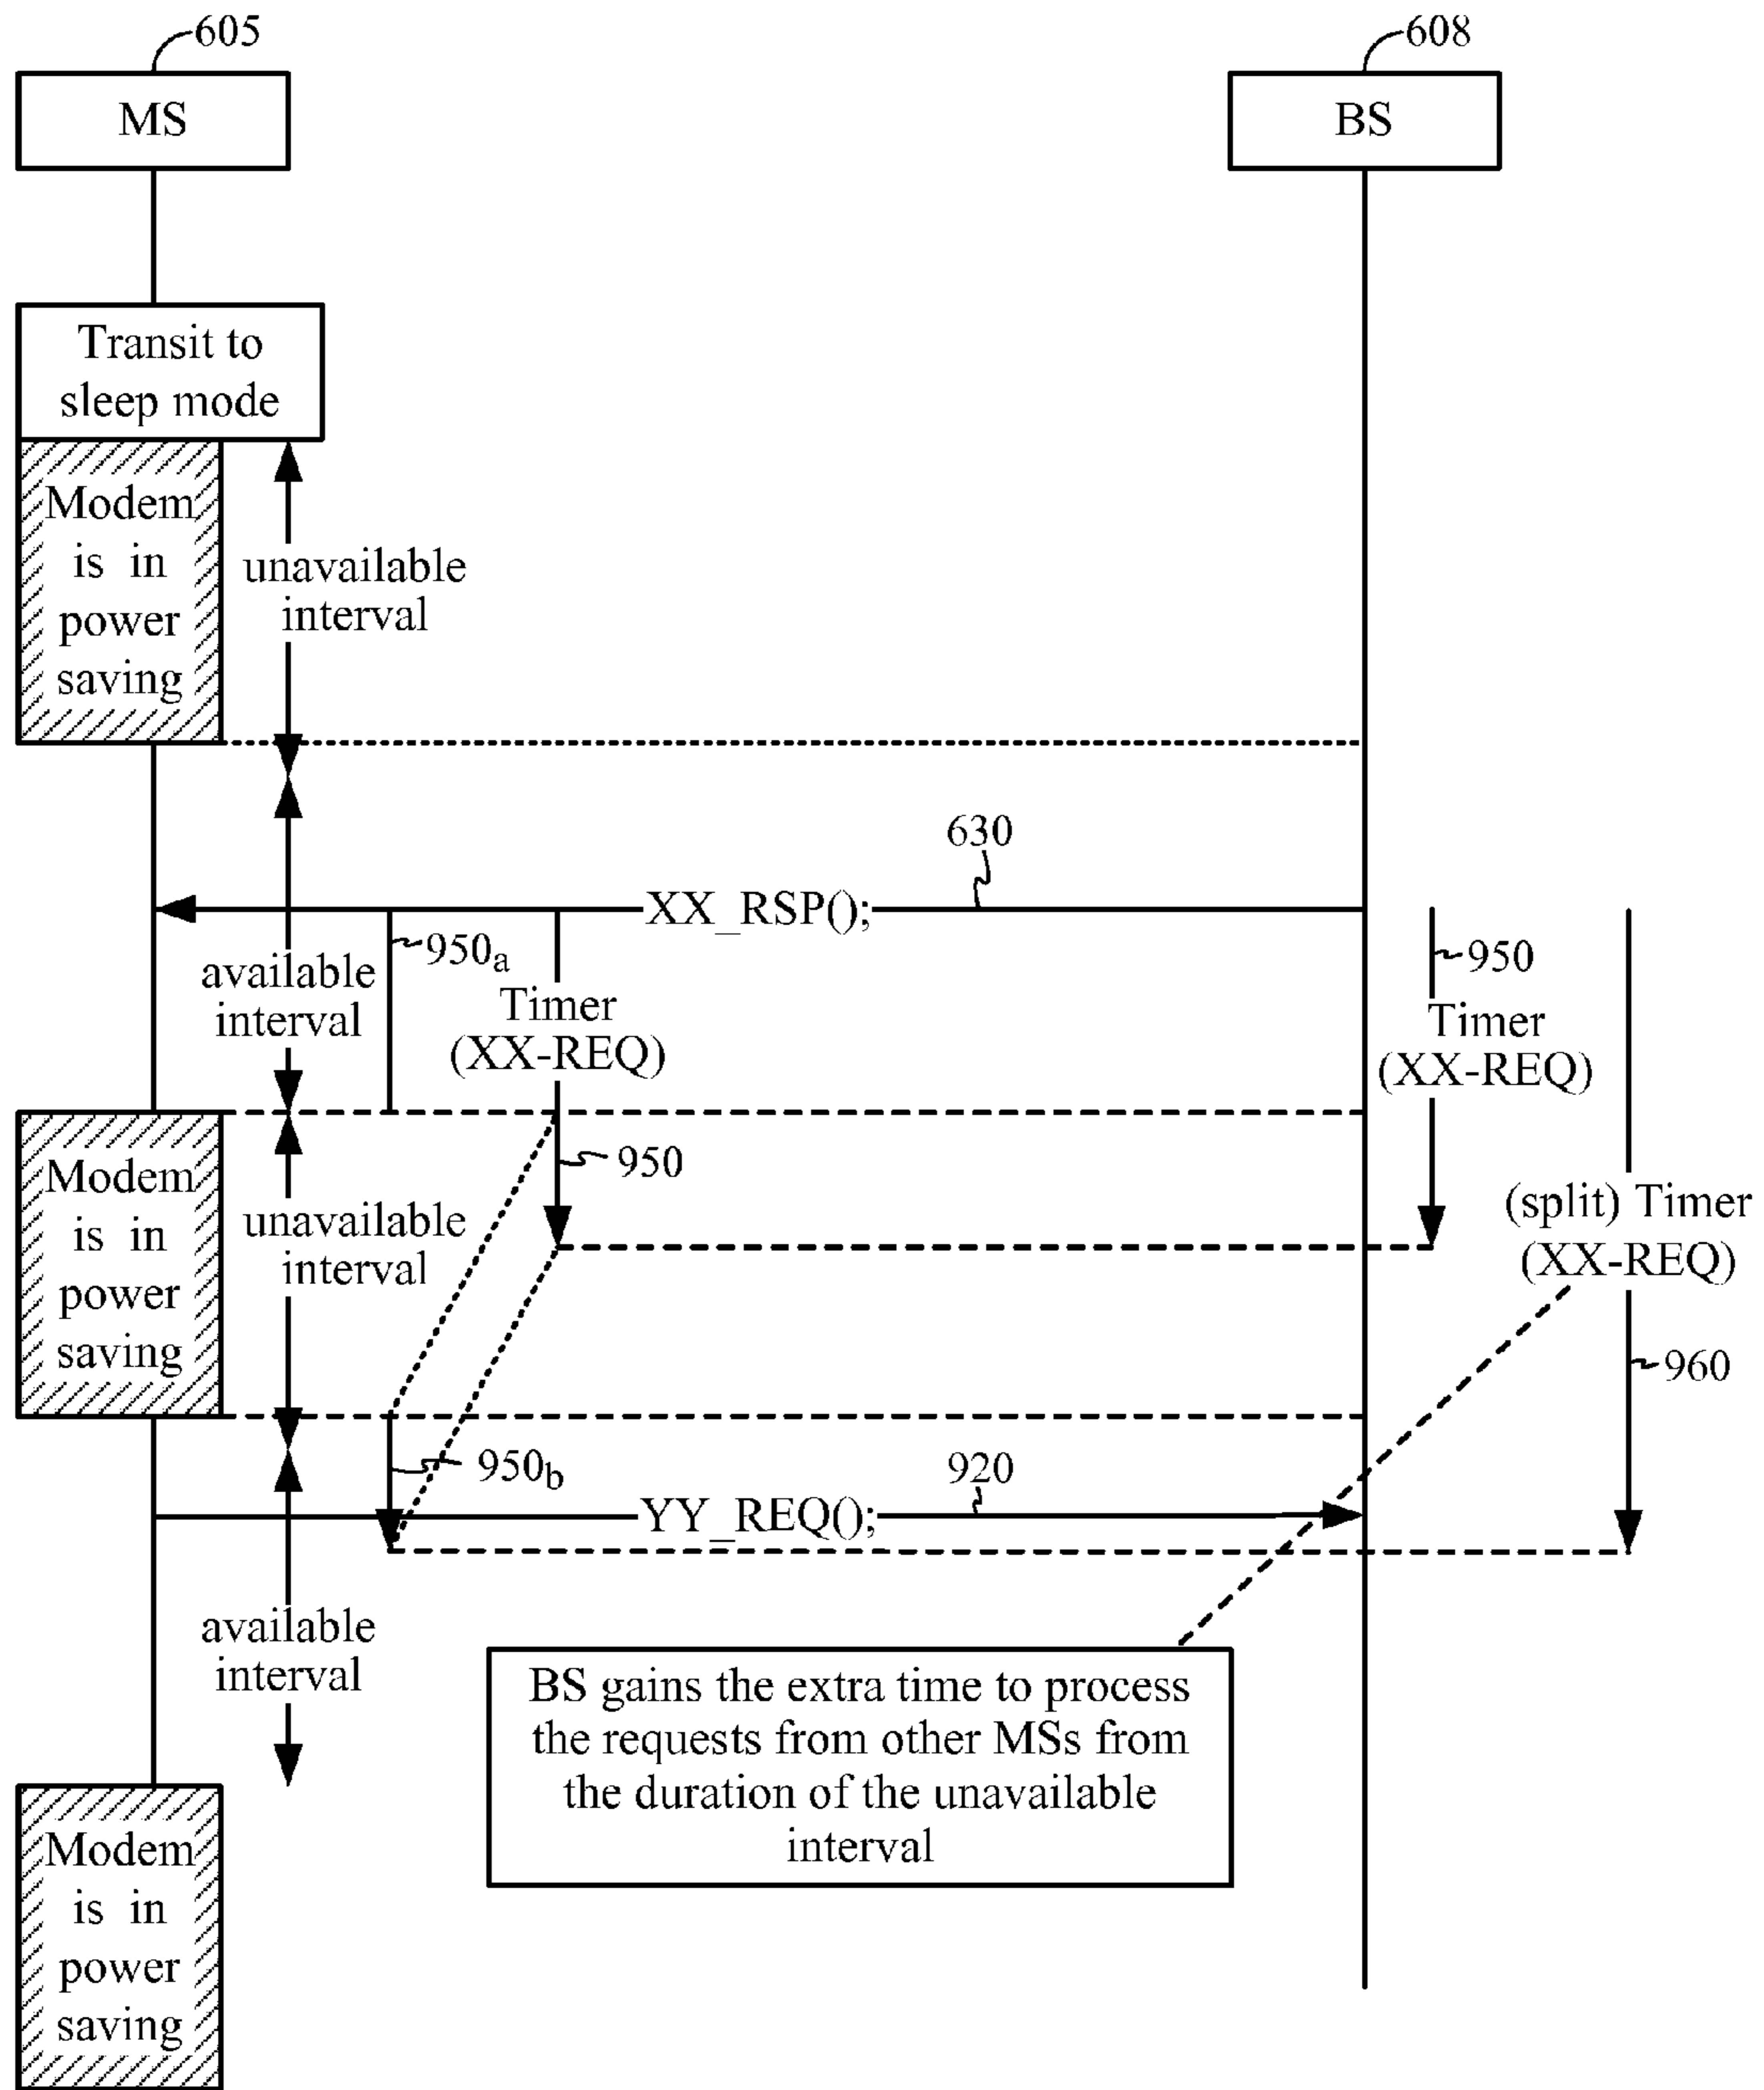 605
608
MS
BS
Transit to
sleep mode
Modem
is in
power
saving
unavailable
interval
630
XX_RSP();
950a
950
available
interval
Timer
(XX-REQ)
Timer
(XX-REQ)
950
Modem
is in
power
saving
unavailable
interval
(split) Timer
(XX-REQ)
960
950b
920
YY_REQ();
available
interval
BS gains the extra time to process
the requests from other MSs from
the duration of the unavailable
interval
Modem
is in
power
saving